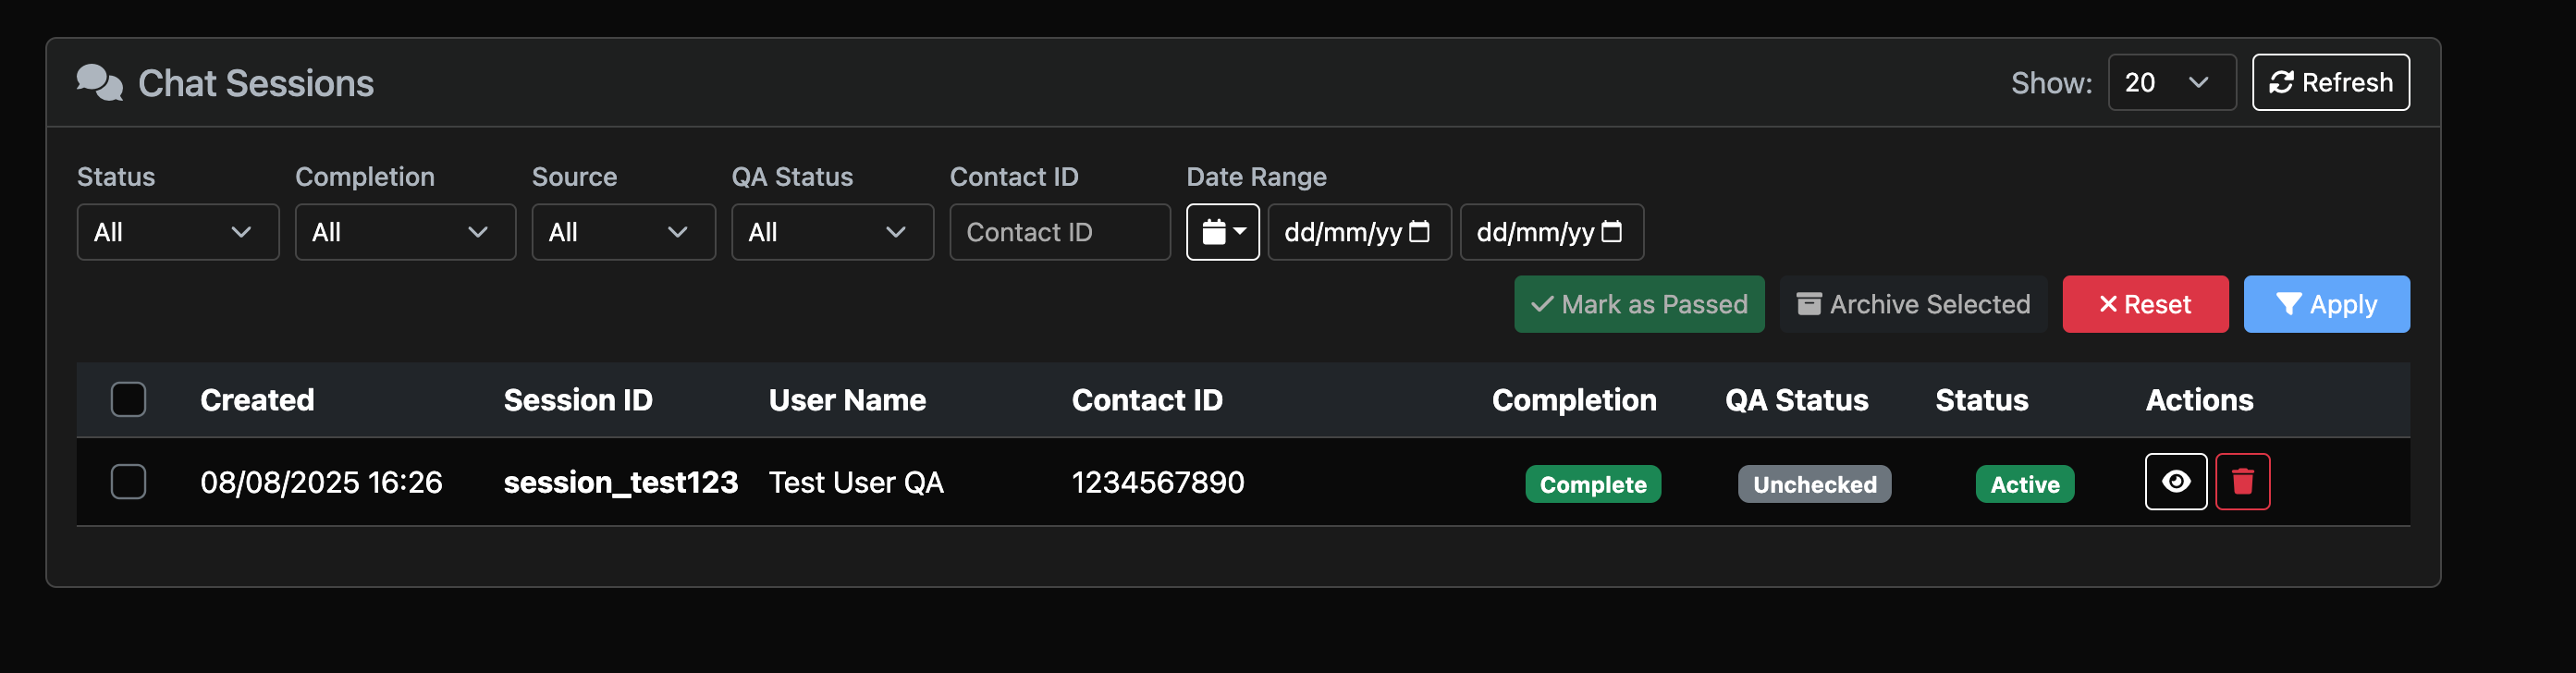 Chat Sessions Show: 20 Refresh
Status Completion Source QA Status Contact ID Date Range
All All All All Contact ID dd/mm/yy dd/mm/yy
Mark as Passed Archive Selected Reset Apply
Created Session ID User Name Contact ID Completion QA Status Status Actions
08/08/2025 16:26 session_test123 Test User QA 1234567890 Complete Unchecked Active